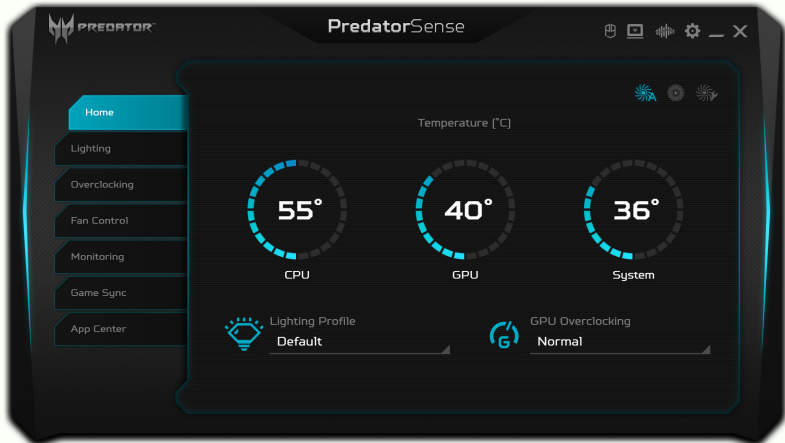 PREDATOR
PredatorSense
Home
Lighting
Overclocking
Fan Control
Monitoring
Game Sync
App Center
Temperature (°C)
55°
40°
36°
CPU
GPU
System
Lighting Profile
Default
G
GPU Overclocking
Normal